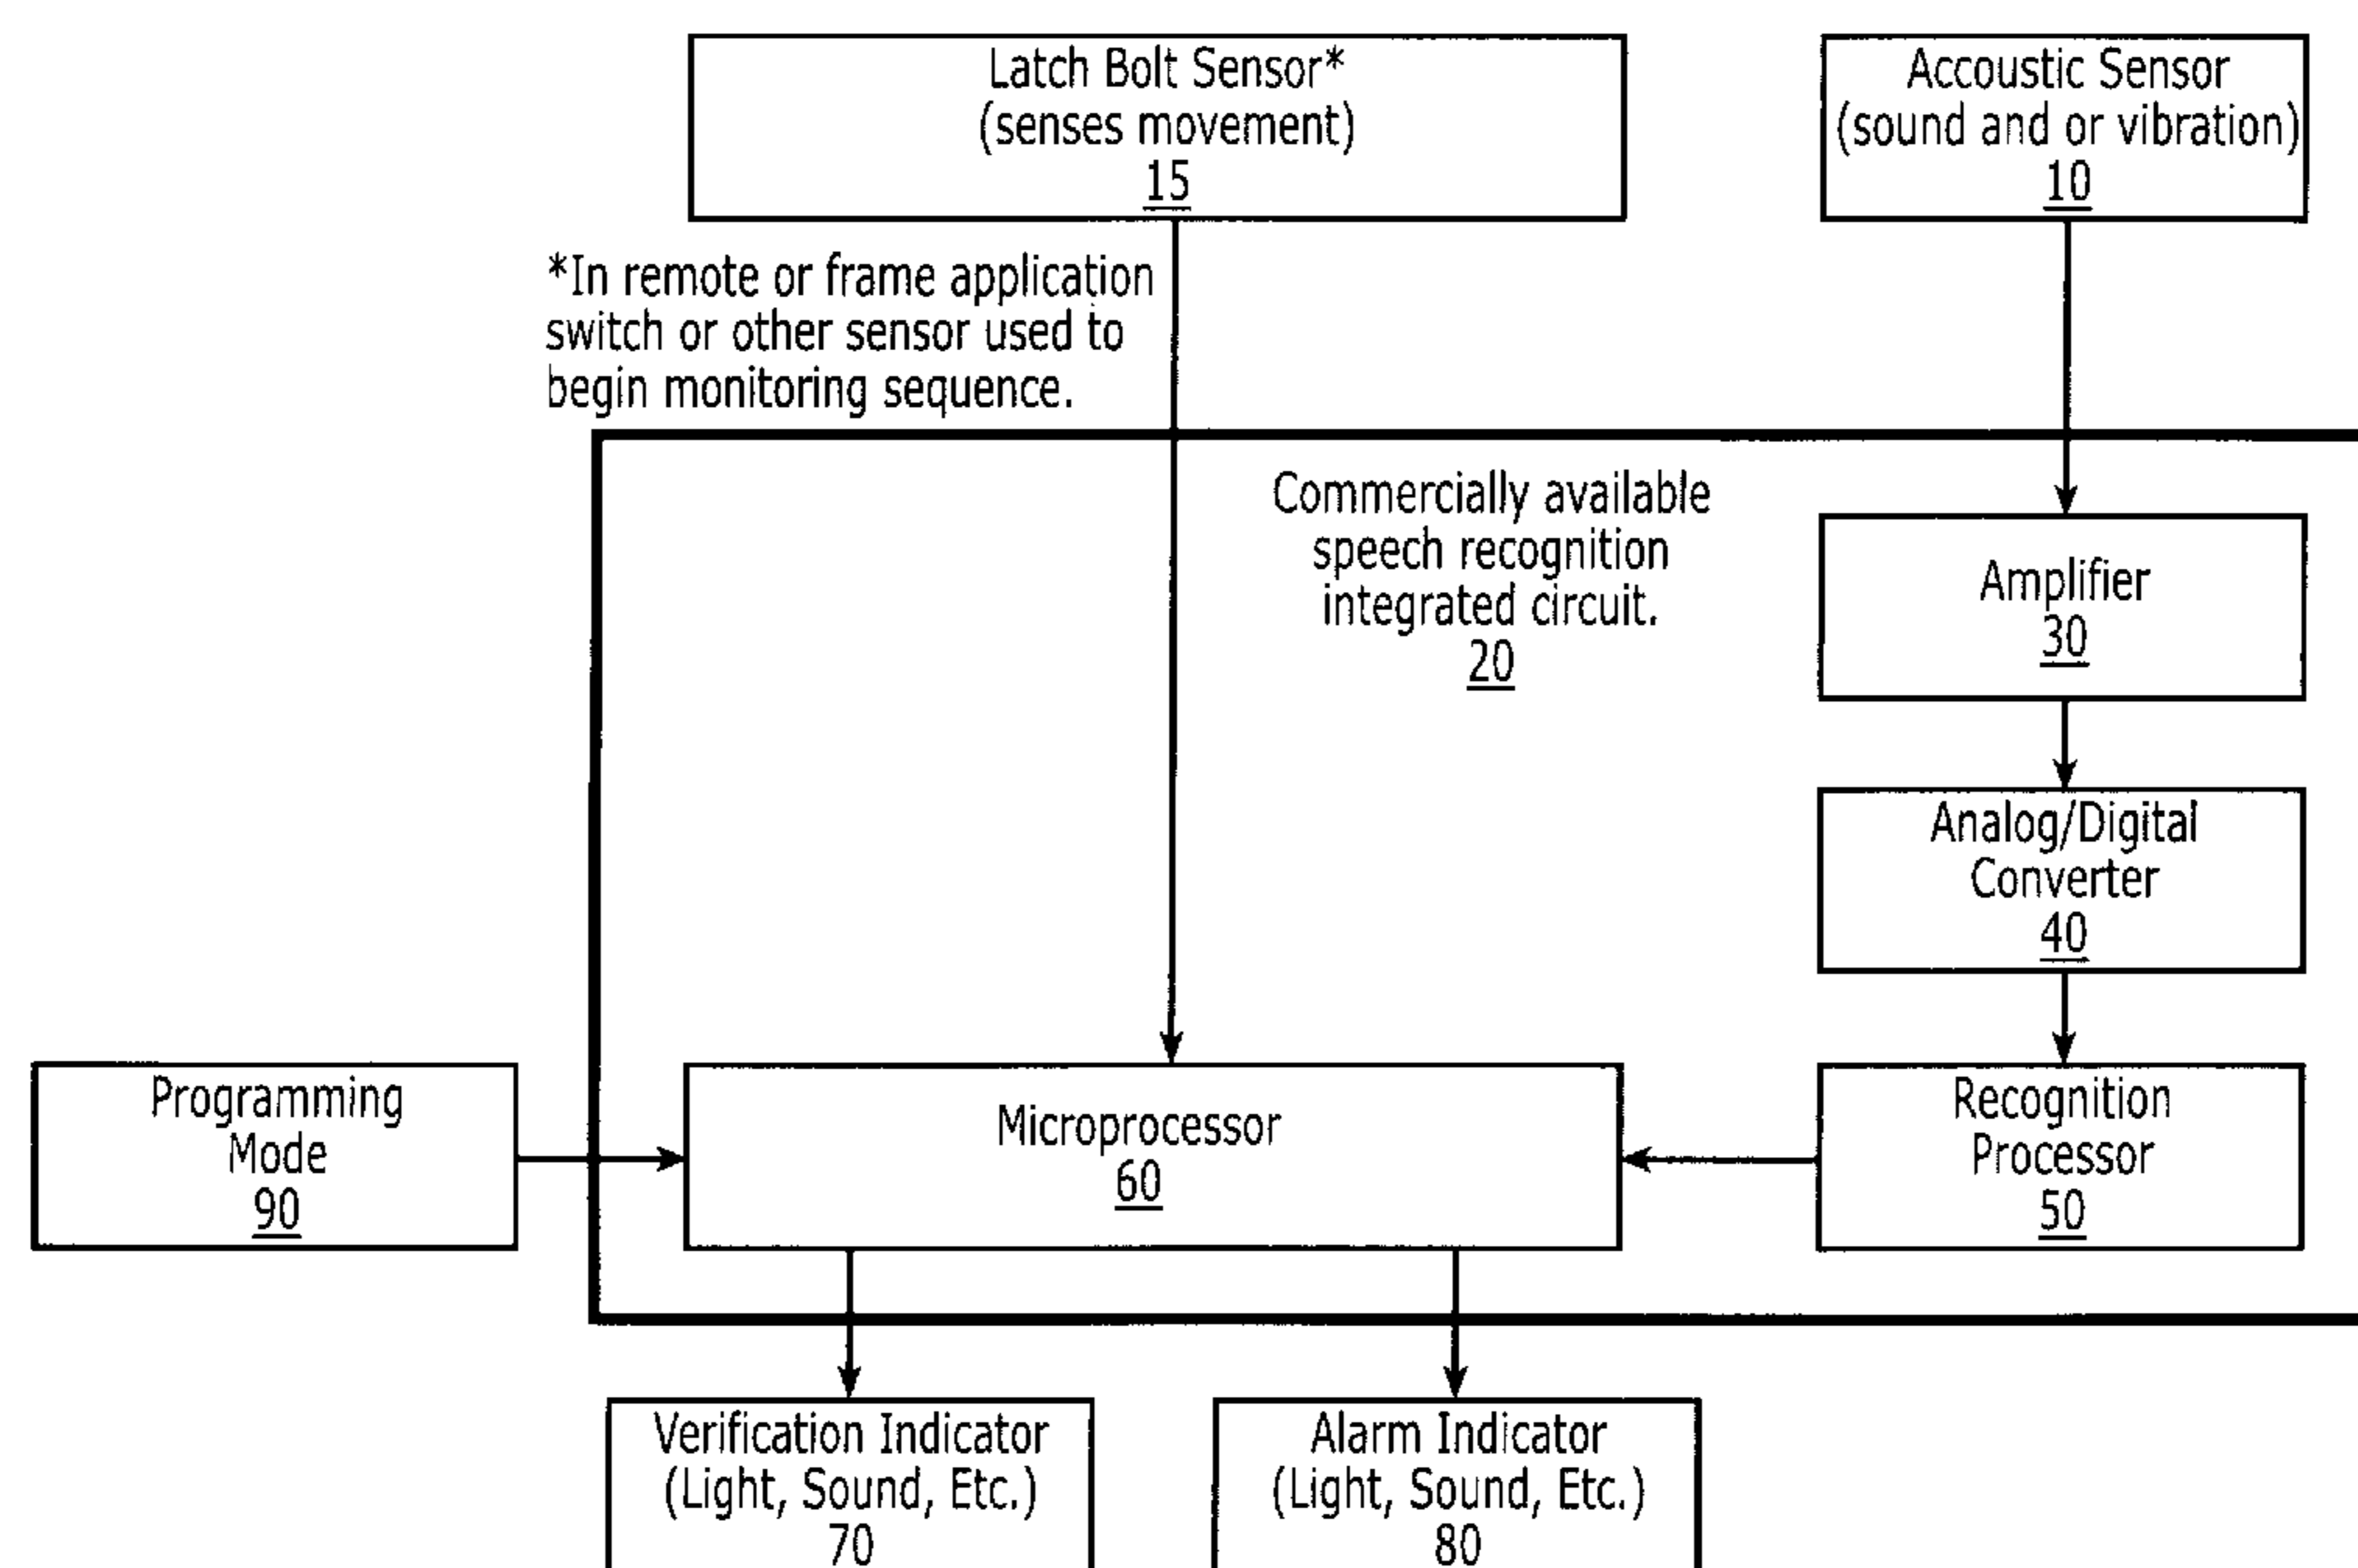 Latch Bolt Sensor*
(senses movement)
15
Accoustic Sensor
(sound and or vibration)
10
*In remote or frame application
switch or other sensor used to
begin monitoring sequence.
Commercially available
speech recognition
integrated circuit.
20
Amplifier
30
Analog/Digital
Converter
40
Programming
Mode
90
Microprocessor
60
Recognition
Processor
50
Verification Indicator
(Light, Sound, Etc.)
70
Alarm Indicator
(Light, Sound, Etc.)
80